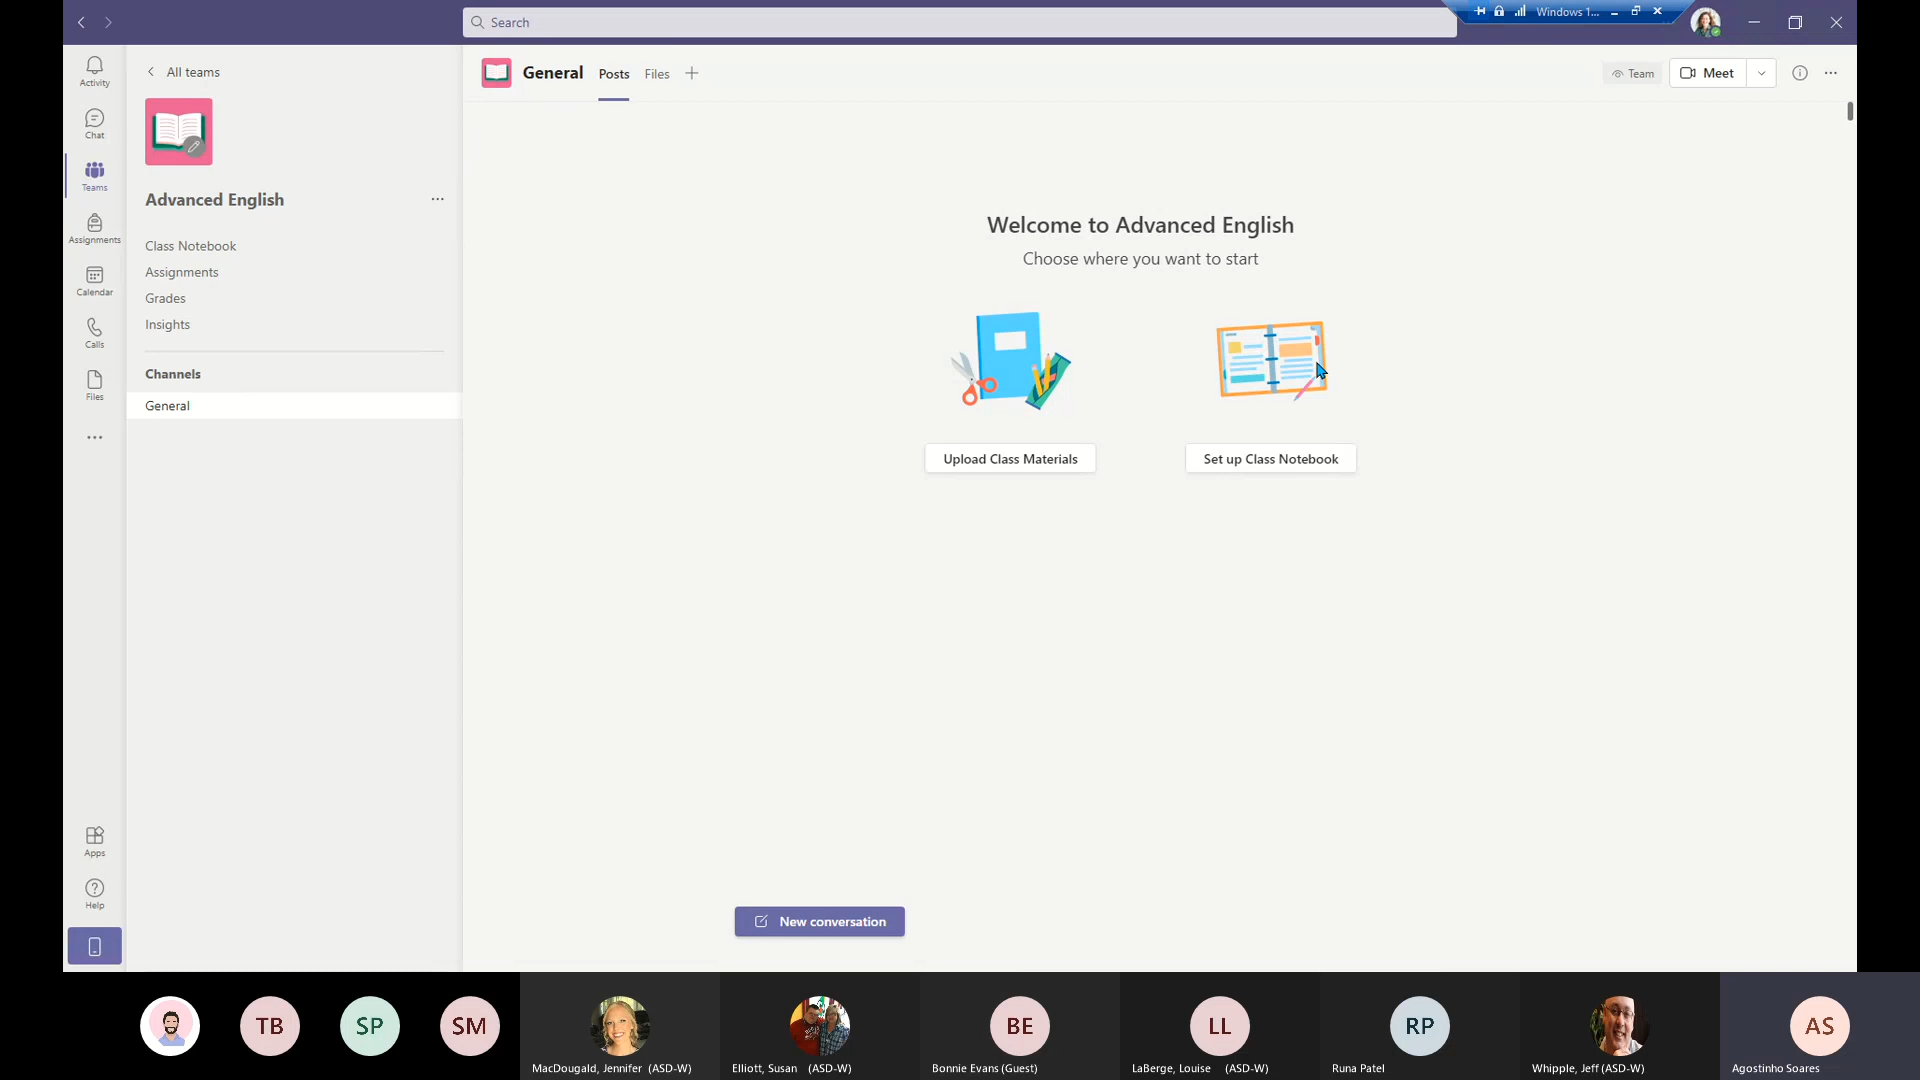 Search
Windows 1...
Activity
Chat
Teams
Assignments
Calendar
Calls
Files
Apps
Help
All teams
Advanced English
Class Notebook
Assignments
Grades
Insights
Channels
General
General
Posts
Files
Team
Meet
Welcome to Advanced English
Choose where you want to start
Upload Class Materials
Set up Class Notebook
New conversation
TB
SP
SM
BE
LL
RP
AS
MacDougald, Jennifer (ASD-W)
Elliott, Susan (ASD-W)
Bonnie Evans (Guest)
LaBerge, Louise (ASD-W)
Runa Patel
Whipple, Jeff (ASD-W)
Agostinho Soares